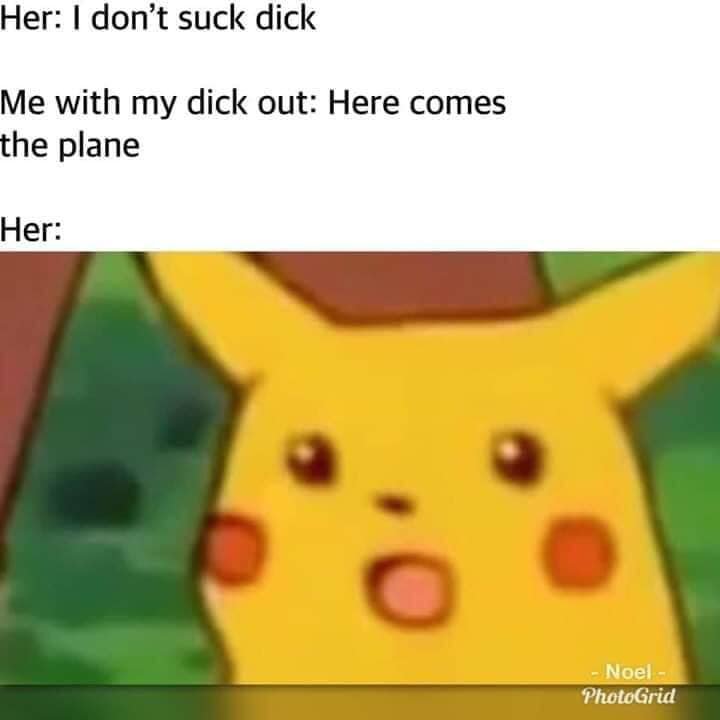 Her: I don’t suck dick
Me with my dick out: Here comes
the plane
Her:
- Noel -
PhotoGrid